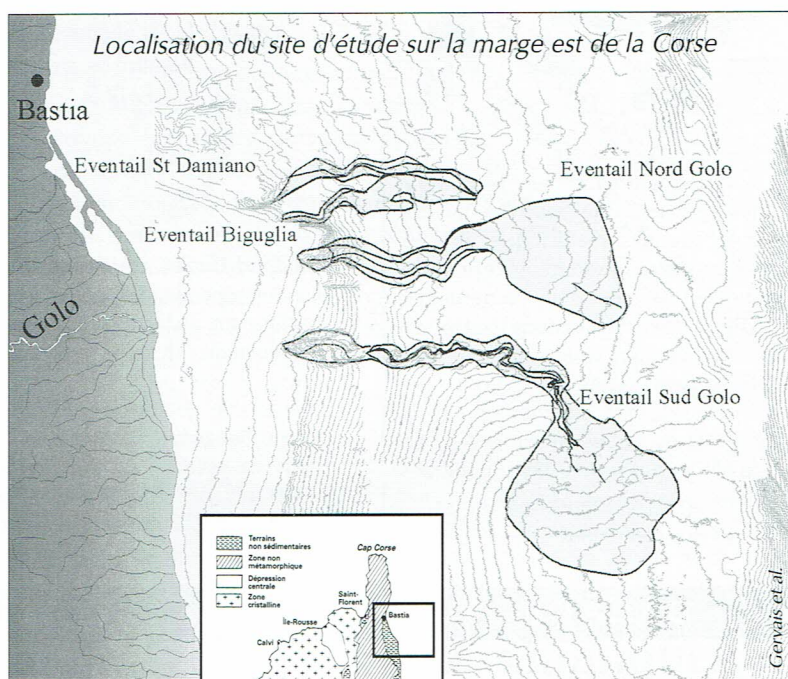 Localisation du site d'étude sur la marge est de la Corse
Bastia
Eventail St Damiano
Eventail Nord Golo
Eventail Biguglia
Golo
Eventail Sud Golo
Terrains
non sédimentaires
Zone non
métamorphique
Dépression
centrale
Zone
cristalline
Cap Corse
Saint-
Florent
Bastia
Île-Rousse
Calvi
Gervais et al.